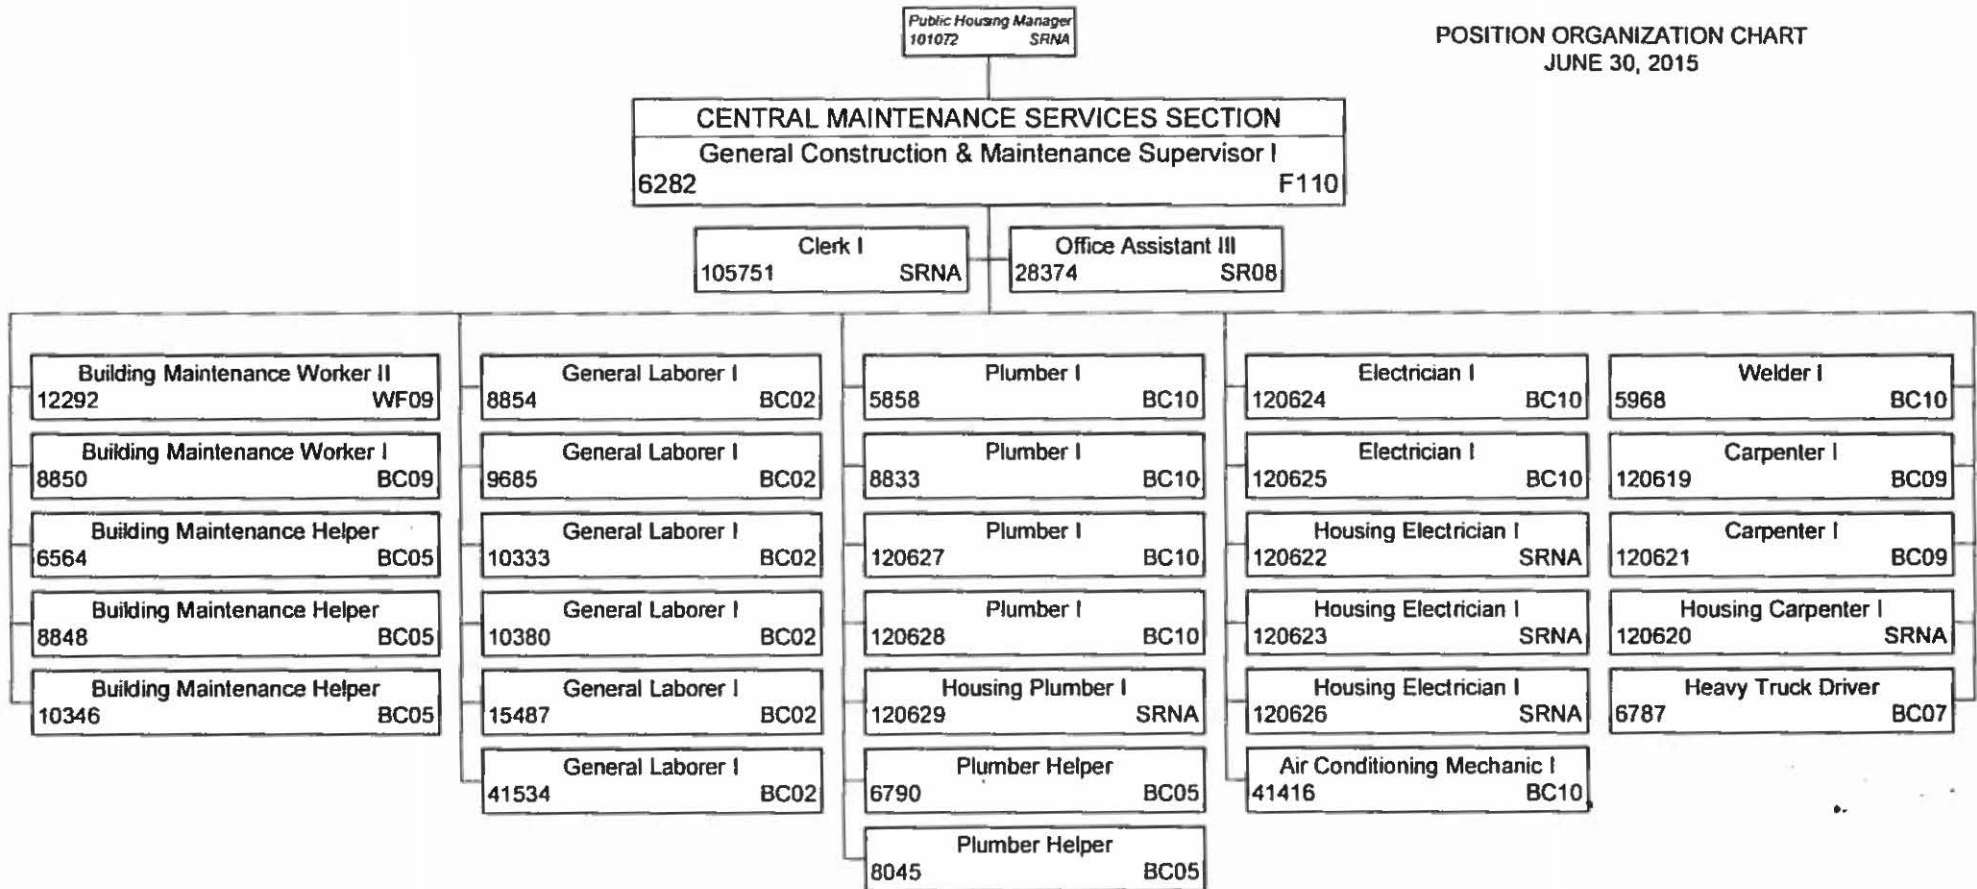 Public Housing Manager
101072 SRNA
POSITION ORGANIZATION CHART
JUNE 30, 2015
CENTRAL MAINTENANCE SERVICES SECTION
General Construction & Maintenance Supervisor I
6282 F110
Clerk I
105751 SRNA
Office Assistant III
28374 SR08
Building Maintenance Worker II
12292 WF09
Building Maintenance Worker I
8850 BC09
Building Maintenance Helper
6564 BC05
Building Maintenance Helper
8848 BC05
Building Maintenance Helper
10346 BC05
General Laborer I
8854 BC02
General Laborer I
9685 BC02
General Laborer I
10333 BC02
General Laborer I
10380 BC02
General Laborer I
15487 BC02
General Laborer I
41534 BC02
Plumber I
5858 BC10
Plumber I
8833 BC10
Plumber I
120627 BC10
Plumber I
120628 BC10
Housing Plumber I
120629 SRNA
Plumber Helper
6790 BC05
Plumber Helper
8045 BC05
Electrician I
120624 BC10
Electrician I
120625 BC10
Housing Electrician I
120622 SRNA
Housing Electrician I
120623 SRNA
Housing Electrician I
120626 SRNA
Air Conditioning Mechanic I
41416 BC10
Welder I
5968 BC10
Carpenter I
120619 BC09
Carpenter I
120621 BC09
Housing Carpenter I
120620 SRNA
Heavy Truck Driver
6787 BC07